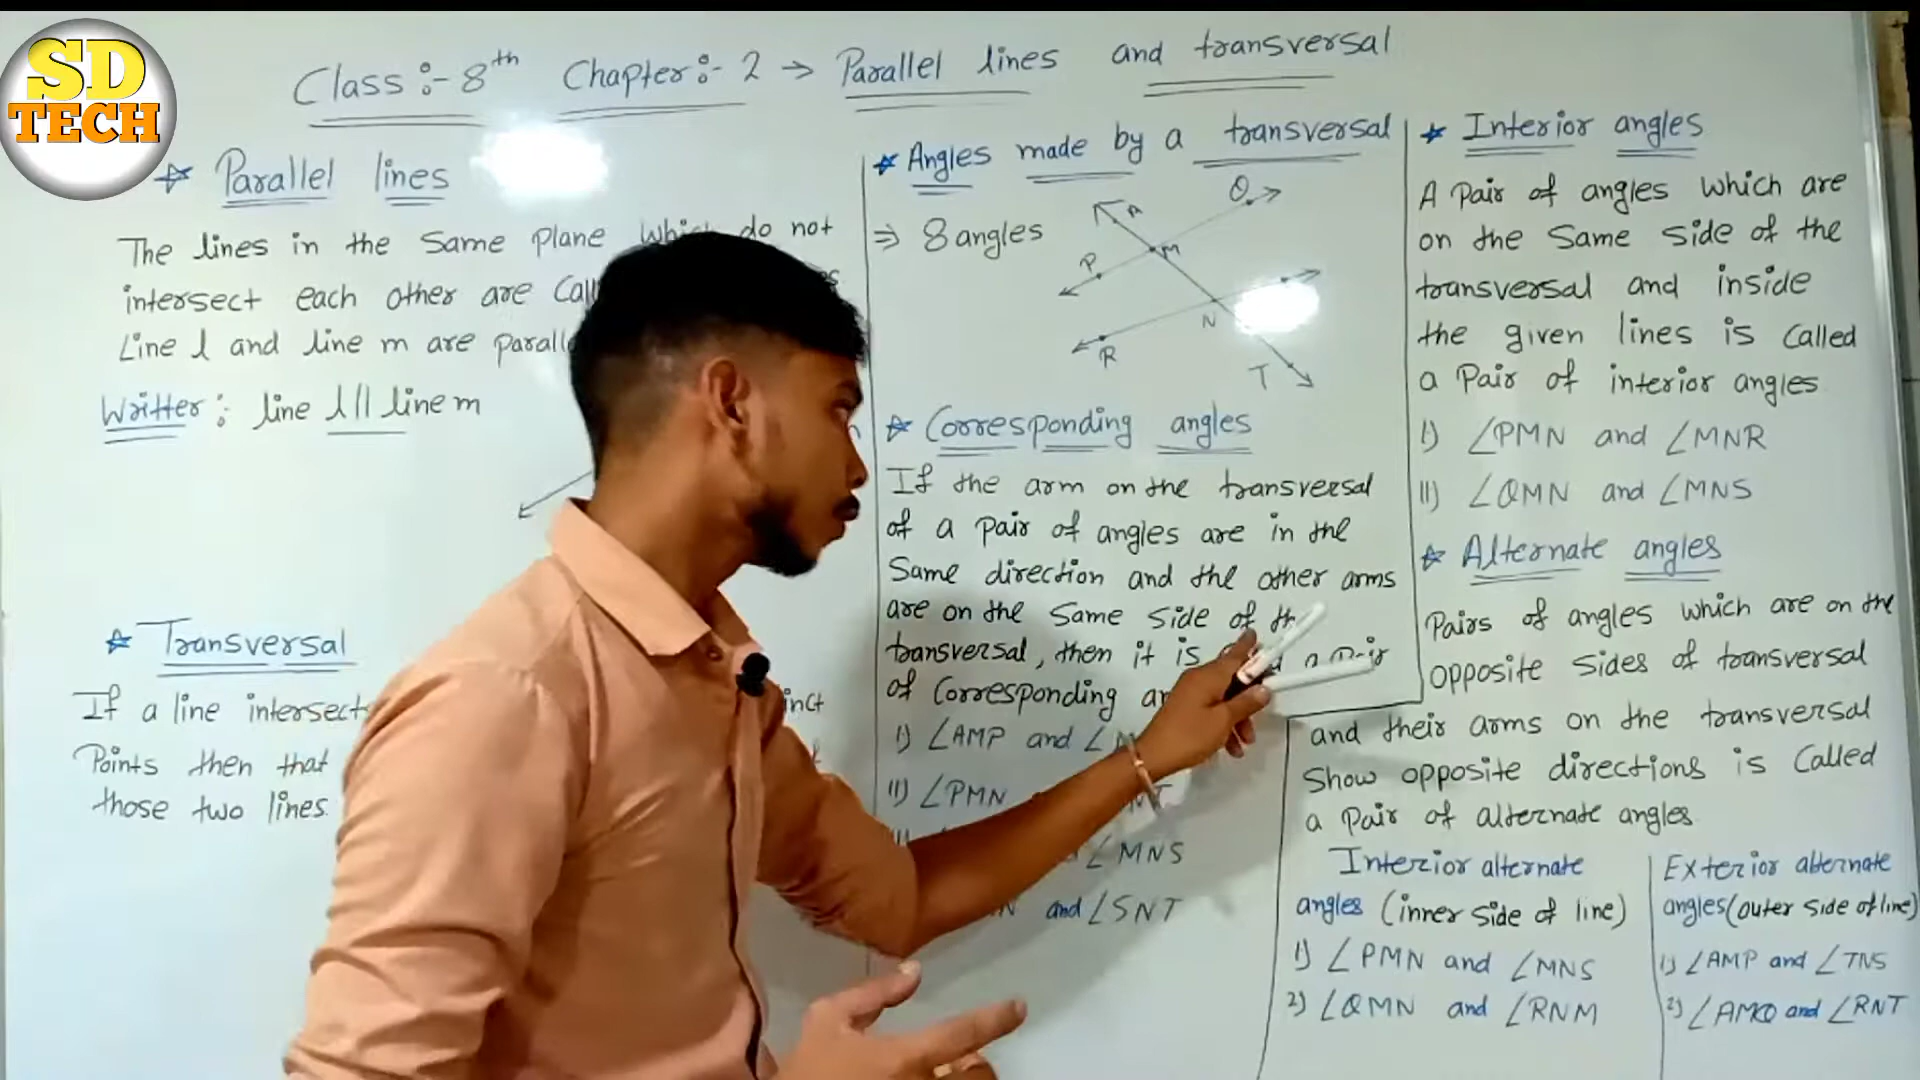 SD
TECH
Class :- 8th Chapter :- 2 → Parallel lines and transversal
Parallel lines
The lines in the same plane which do not
intersect each other are
Line l and line m are
Writter : line l || line m
Transversal
If a line
Points then that
those two lines.
Angles made by a transversal
⇒ 8 angles
A
Q
P
M
N
R
T
Corresponding angles
If the arm on the transversal
of a pair of angles are in the
Same direction and the other arms
are on the same side of
transversal, then it is a pair
of Corresponding
I) ∠AMP and
II) ∠PMN
∠MNS
and ∠SNT
Interior angles
A Pair of angles which are
on the same side of the
transversal and inside
the given lines is called
a Pair of interior angles
I) ∠PMN and ∠MNR
II) ∠QMN and ∠MNS
Alternate angles
Pairs of angles which are on the
opposite sides of transversal
and their arms on the transversal
Show opposite directions is called
a pair of alternate angles
Interior alternate
angles (inner side of line)
1) ∠PMN and ∠MNS
2) ∠QMN and ∠RNM
Exterior alternate
angles (outer side of line)
1) ∠AMP and ∠TNS
2) ∠AMQ and ∠RNT